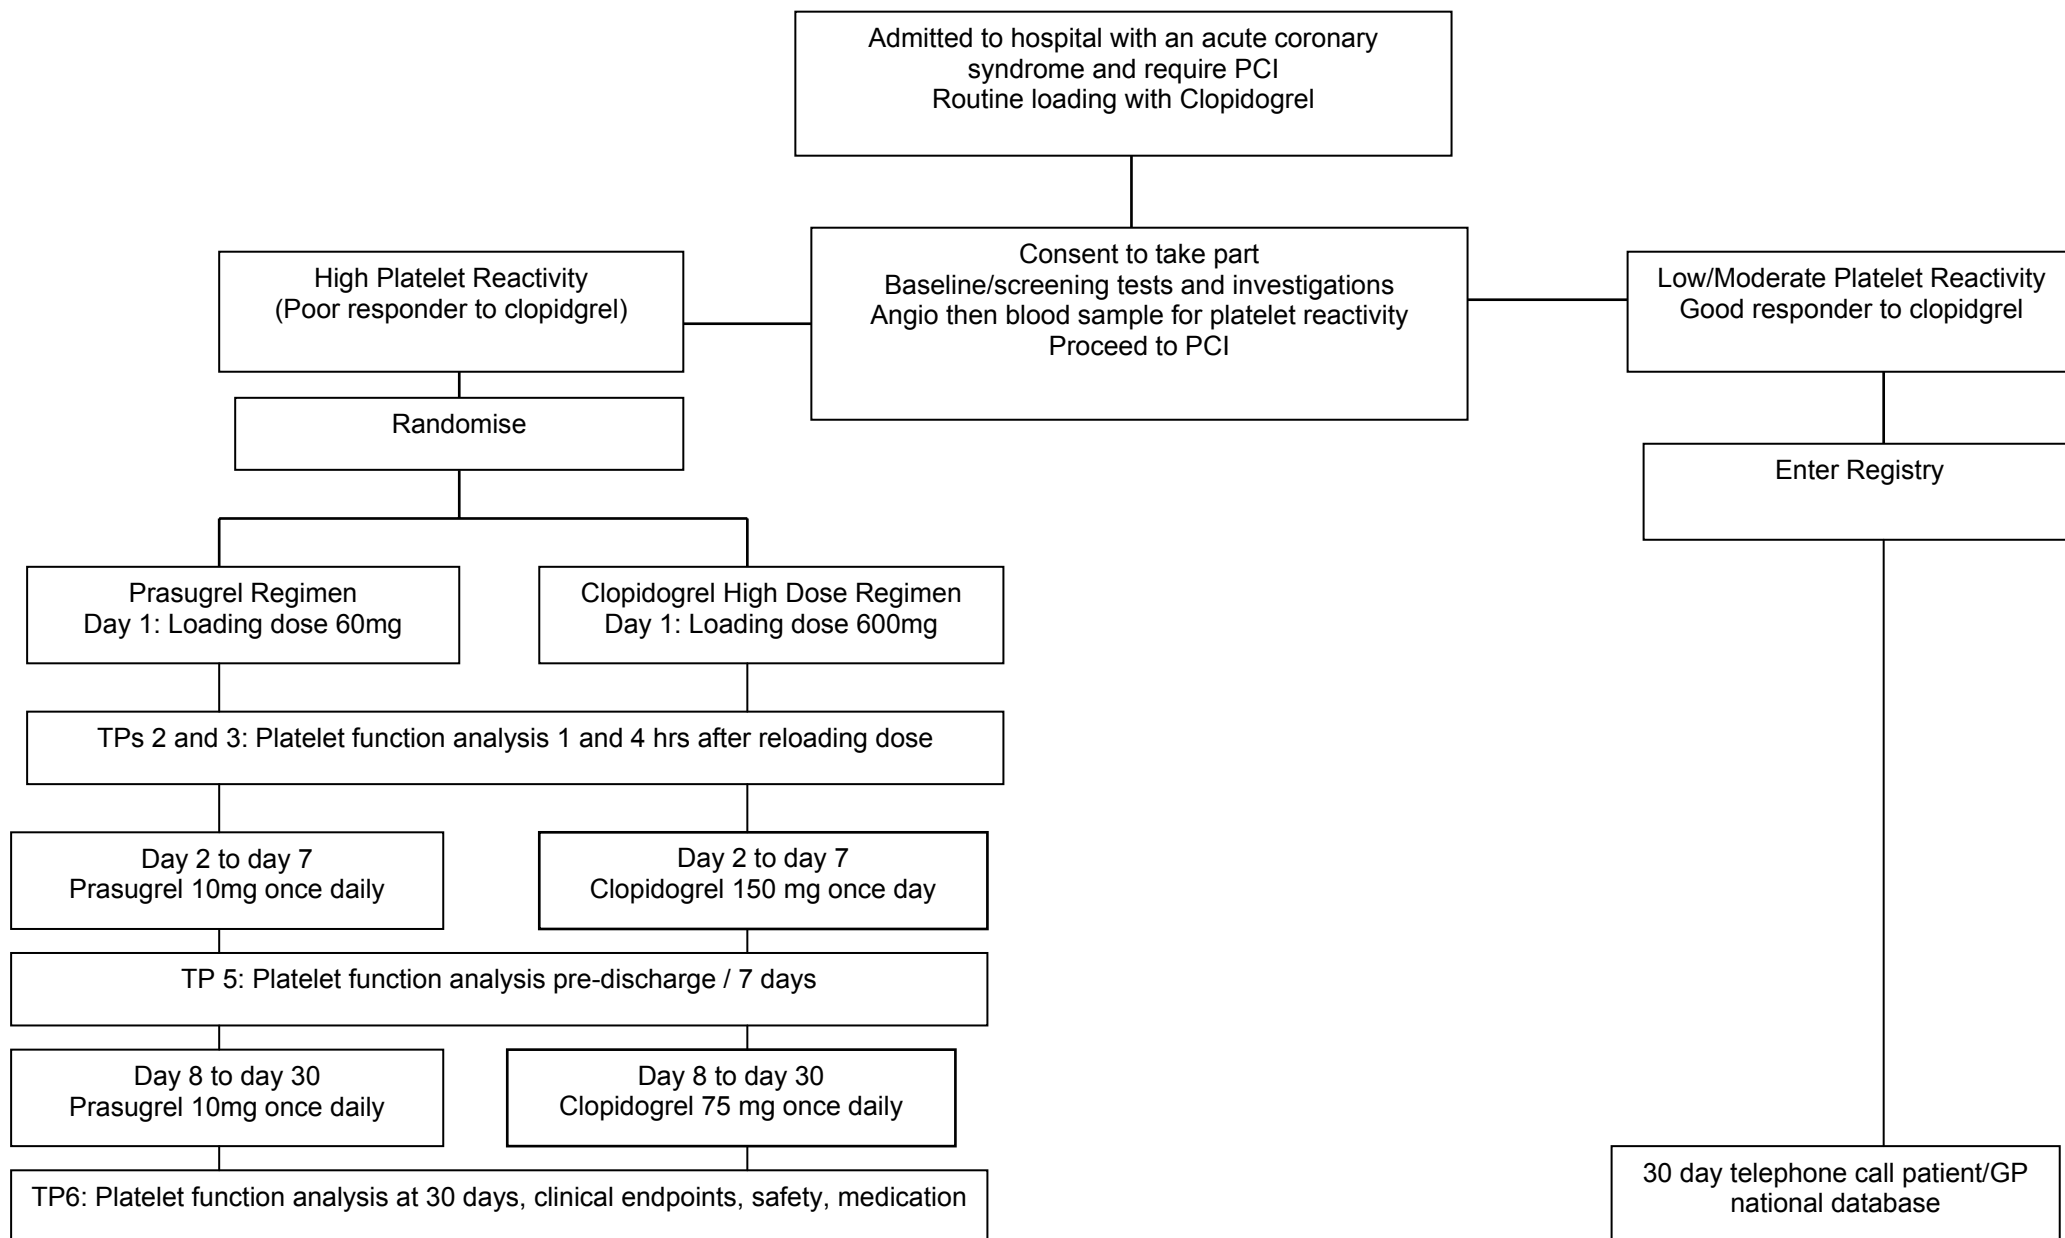 Admitted to hospital with an acute coronary
syndrome and require PCI
Routine loading with Clopidogrel
Consent to take part
Baseline/screening tests and investigations
Angio then blood sample for platelet reactivity
Proceed to PCI
High Platelet Reactivity
(Poor responder to clopidgrel)
Low/Moderate Platelet Reactivity
Good responder to clopidgrel
Randomise
Enter Registry
Prasugrel Regimen
Day 1: Loading dose 60mg
Clopidogrel High Dose Regimen
Day 1: Loading dose 600mg
TPs 2 and 3: Platelet function analysis 1 and 4 hrs after reloading dose
Day 2 to day 7
Prasugrel 10mg once daily
Day 2 to day 7
Clopidogrel 150 mg once day
TP 5: Platelet function analysis pre-discharge / 7 days
Day 8 to day 30
Prasugrel 10mg once daily
Day 8 to day 30
Clopidogrel 75 mg once daily
TP6: Platelet function analysis at 30 days, clinical endpoints, safety, medication
30 day telephone call patient/GP
national database